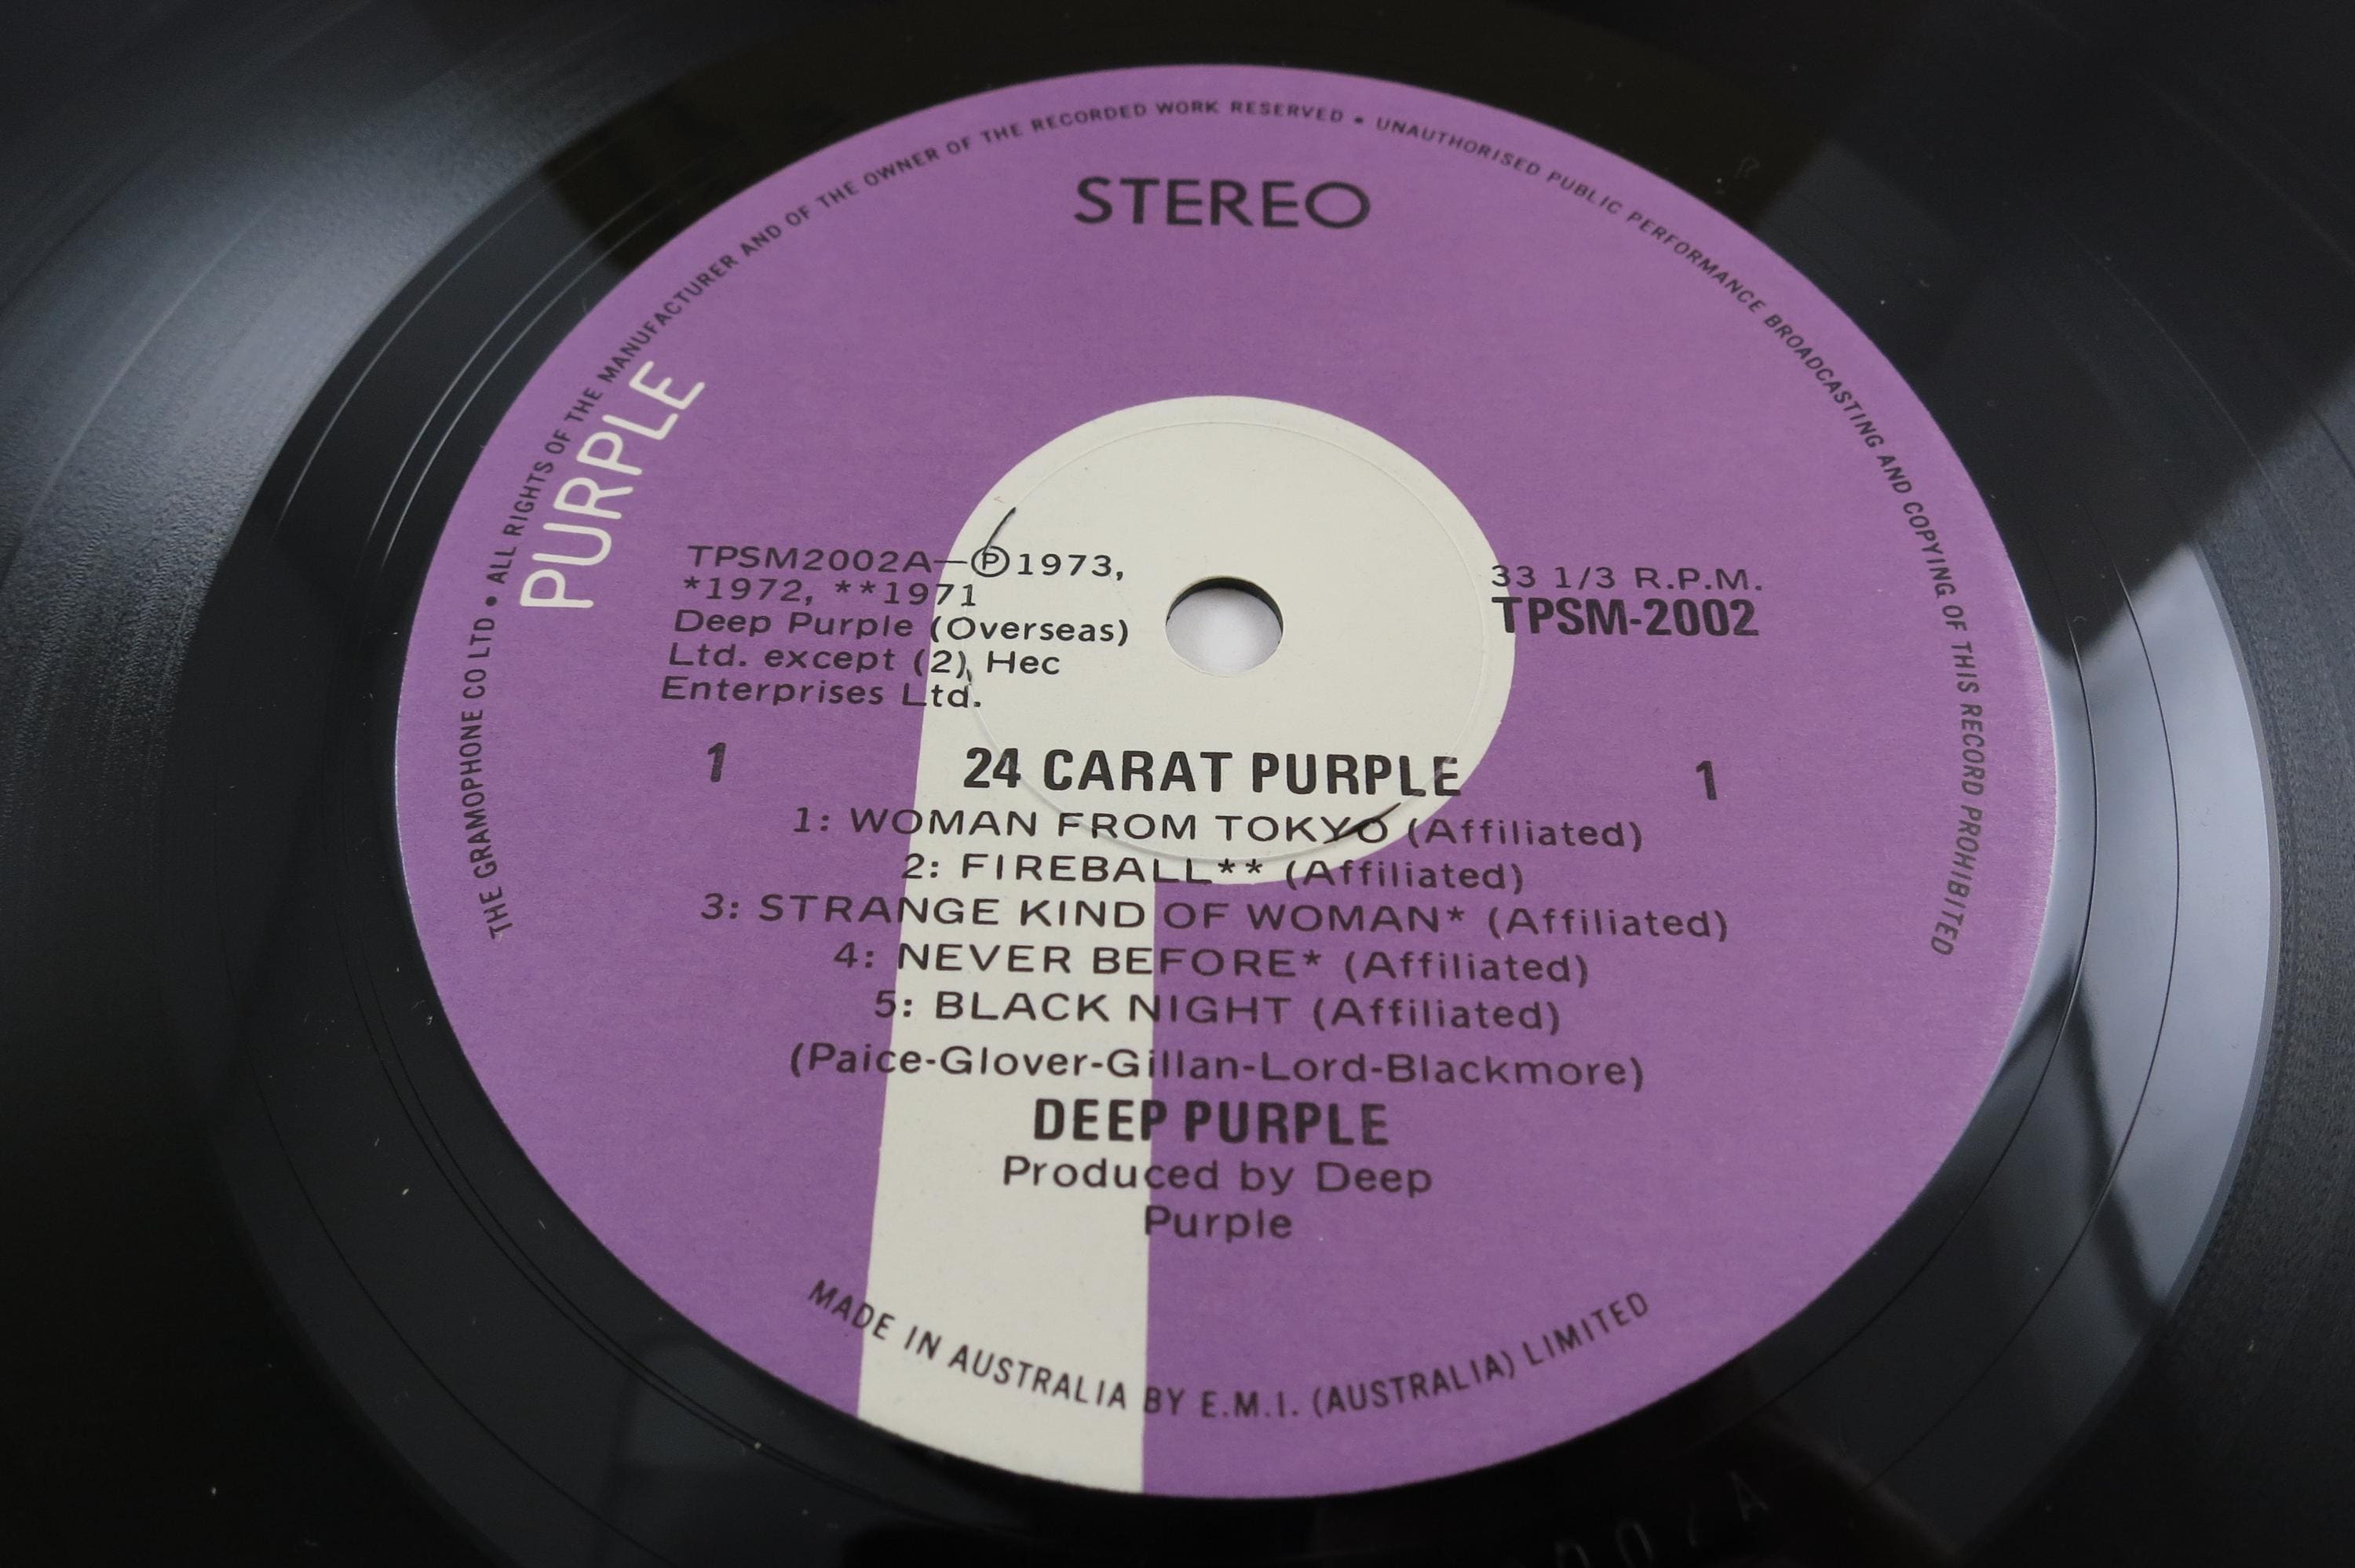 THE GRAMOPHONE CO LTD • ALL RIGHTS OF THE MANUFACTURER AND OF THE OWNER OF THE RECORDED WORK RESERVED • UNAUTHORISED PUBLIC PERFORMANCE BROADCASTING AND COPYING OF THIS RECORD PROHIBITED
STEREO
PURPLE
TPSM2002A—Ⓟ1973,
*1972, **1971
Deep Purple (Overseas)
Ltd. except (2), Hec
Enterprises Ltd.
33 1/3 R.P.M.
TPSM-2002
1 24 CARAT PURPLE 1
1: WOMAN FROM TOKYO (Affiliated)
2: FIREBALL** (Affiliated)
3: STRANGE KIND OF WOMAN* (Affiliated)
4: NEVER BEFORE* (Affiliated)
5: BLACK NIGHT (Affiliated)
(Paice-Glover-Gillan-Lord-Blackmore)
DEEP PURPLE
Produced by Deep
Purple
MADE IN AUSTRALIA BY E.M.I. (AUSTRALIA) LIMITED